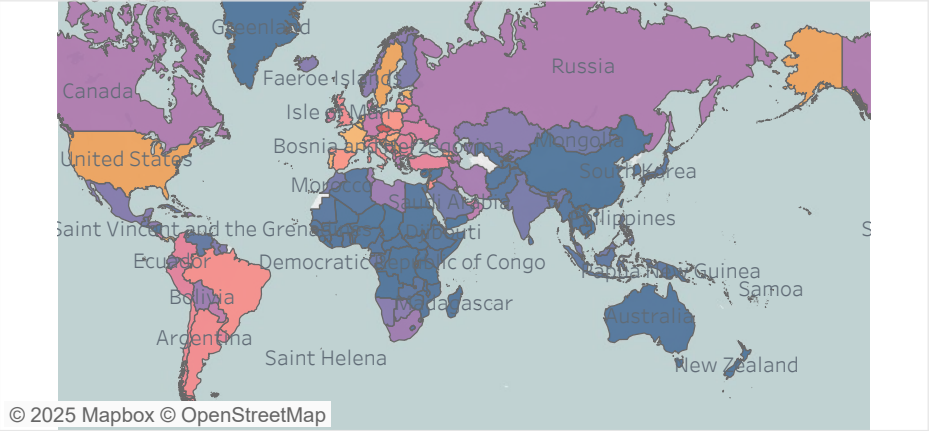 Greenland
Faeroe Islands
Russia
Canada
Isle of Man
Bosnia and Herzegovina
Mongolia
United States
South Korea
Morocco
Saudi Arabia
Philippines
Saint Vincent and the Grenadines
Djibouti
S
Ecuador
Democratic Republic of Congo
Papua New Guinea
Samoa
Bolivia
Madagascar
Australia
Argentina
Saint Helena
New Zealand
© 2025 Mapbox © OpenStreetMap